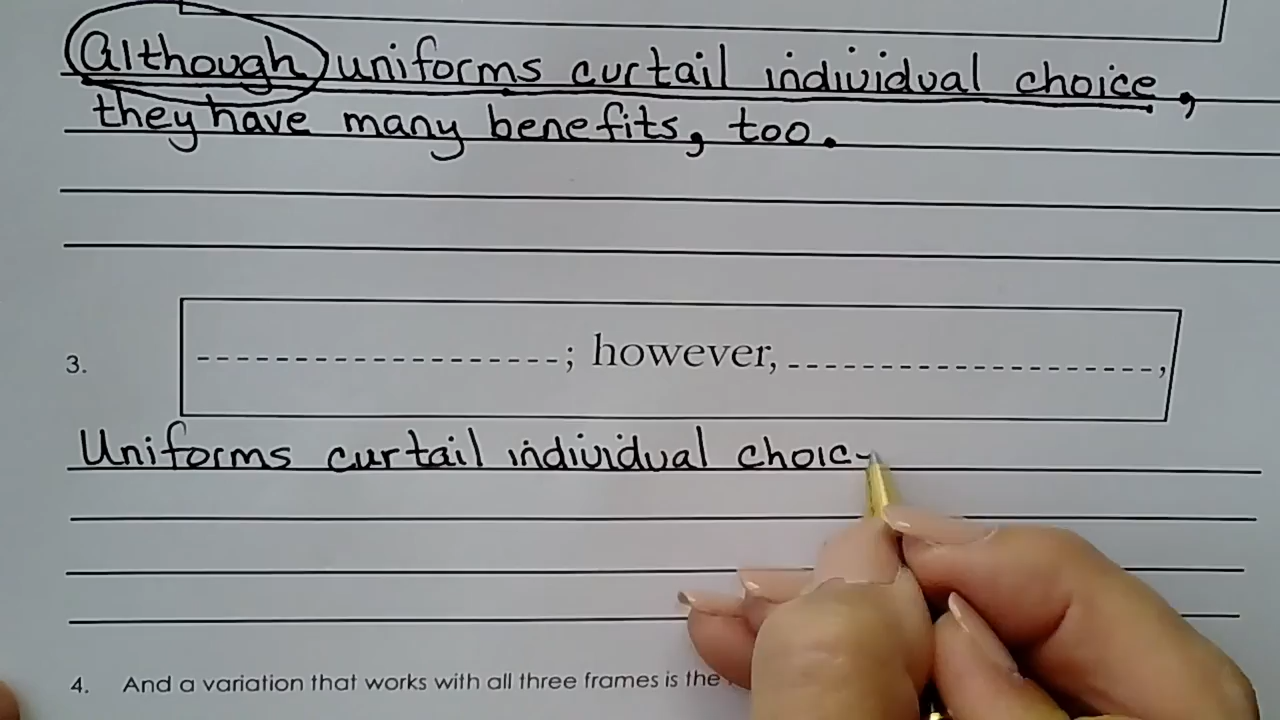 Although uniforms curtail individual choice,
they have many benefits, too.
3. -------------------; however, --------------------,
Uniforms curtail individual choic
4. And a variation that works with all three frames is the